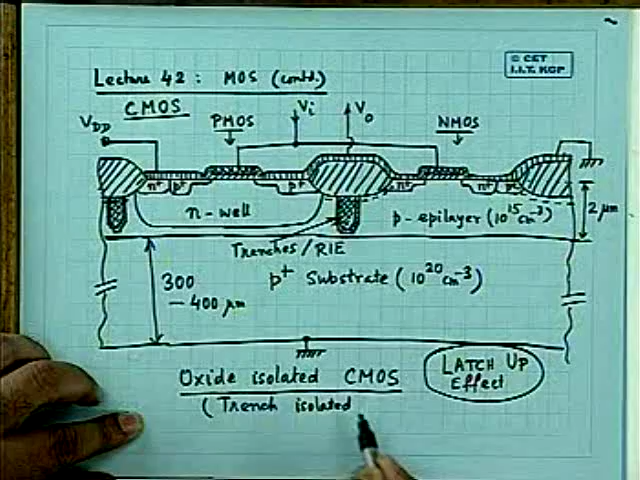 © CET
I.I.T. KGP
Lecture 42 : MOS (contd.)
CMOS
VDD
PMOS
Vi
Vo
NMOS
n+ p+ p+ n+ n+ p+
n-well
p-epilayer (10^15 cm^-3)
2 μm
Trenches/RIE
300
-400 μm
p+ Substrate (10^20 cm^-3)
Oxide isolated CMOS
(Trench isolated
LATCH UP
Effect